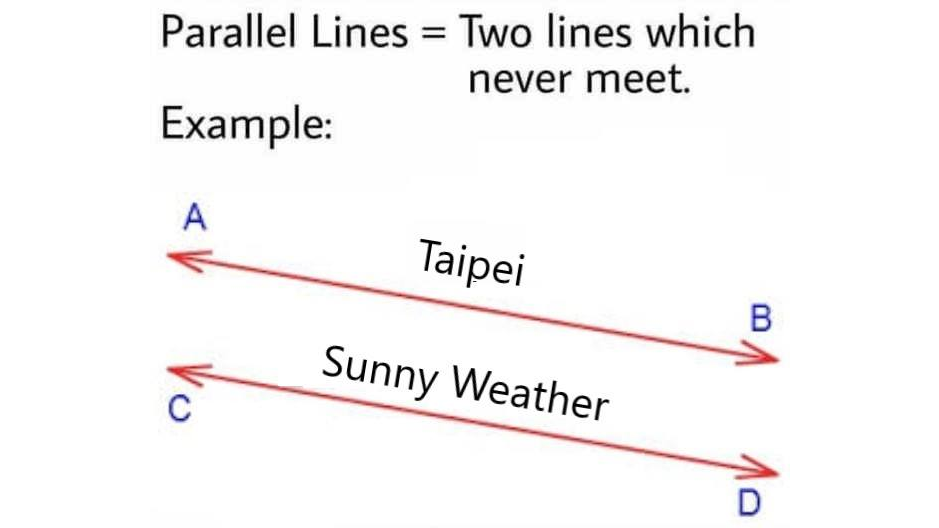 Parallel Lines = Two lines which
never meet.
Example:
A
Taipei
B
Sunny Weather
C
D